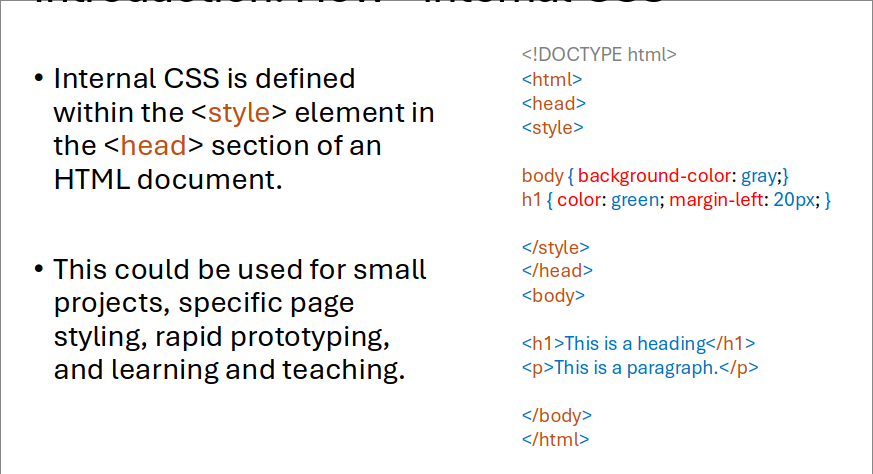 • Internal CSS is defined
within the <style> element in
the <head> section of an
HTML document.
• This could be used for small
projects, specific page
styling, rapid prototyping,
and learning and teaching.
<!DOCTYPE html>
<html>
<head>
<style>
body { background-color: gray;}
h1 { color: green; margin-left: 20px; }
</style>
</head>
<body>
<h1>This is a heading</h1>
<p>This is a paragraph.</p>
</body>
</html>